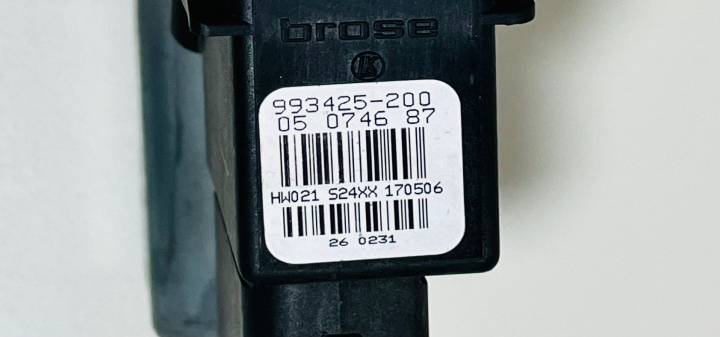 brose
993425-200
05 0746 87
HW021 S24XX 170506
26 0231